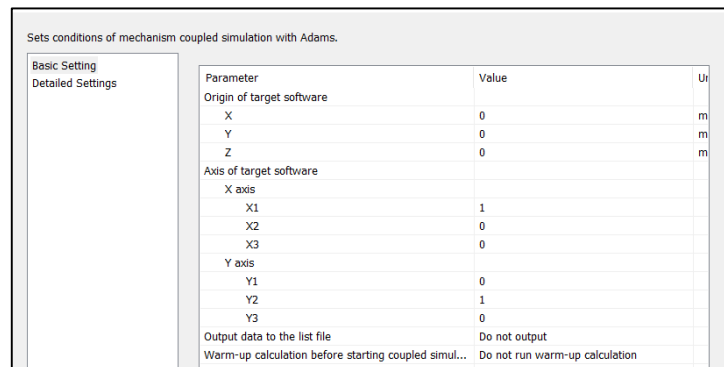 Sets conditions of mechanism coupled simulation with Adams.
Basic Setting
Detailed Settings
Parameter Value Ur
Origin of target software
X 0 m
Y 0 m
Z 0 m
Axis of target software
X axis
X1 1
X2 0
X3 0
Y axis
Y1 0
Y2 1
Y3 0
Output data to the list file Do not output
Warm-up calculation before starting coupled simul... Do not run warm-up calculation